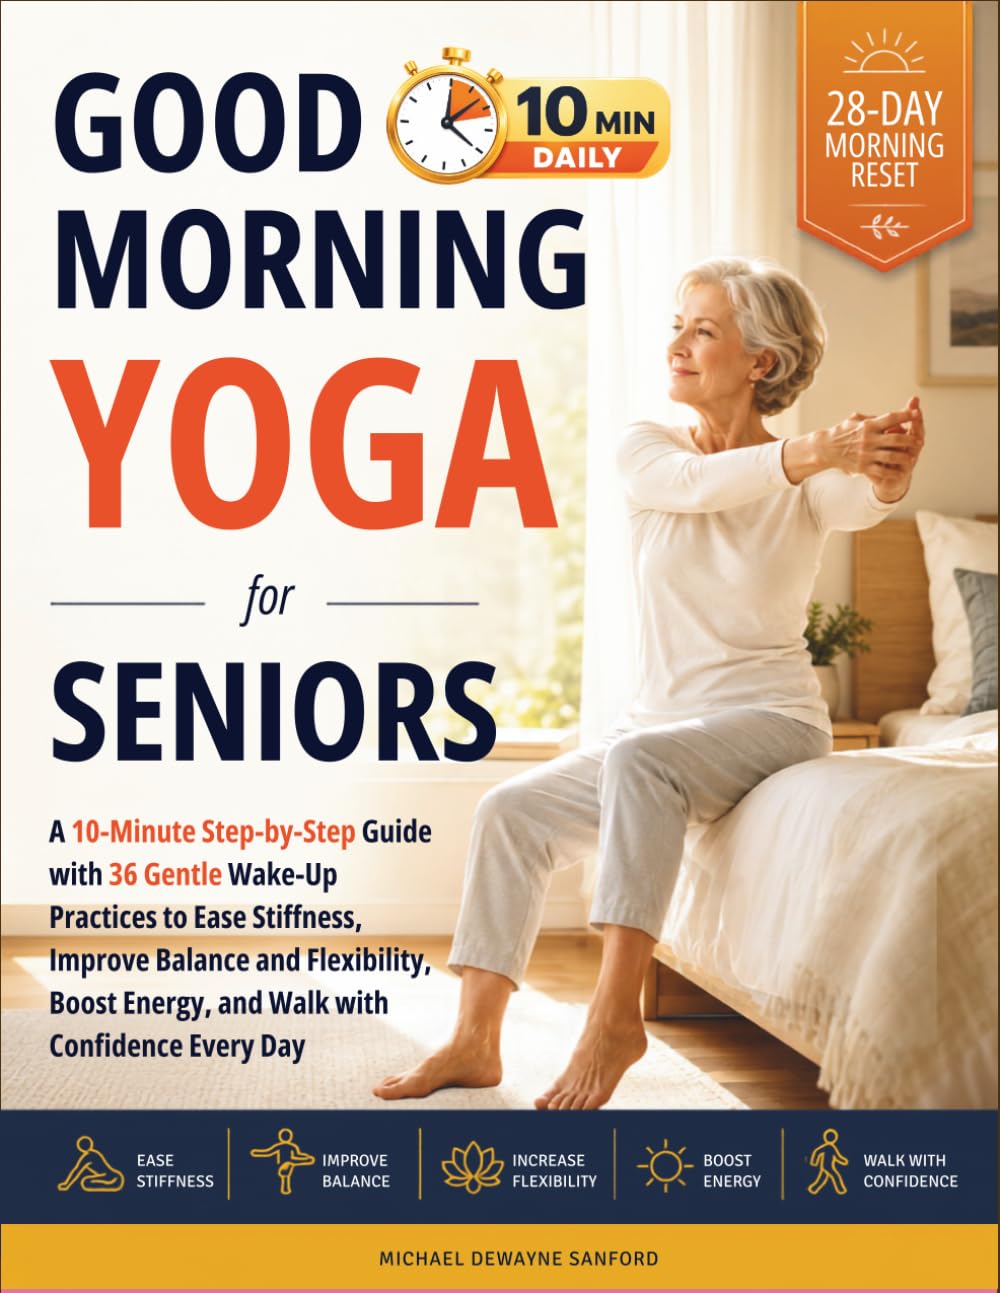 GOOD
10 MIN
DAILY
28-DAY
MORNING
RESET
MORNING
YOGA
for
SENIORS
A 10-Minute Step-by-Step Guide
with 36 Gentle Wake-Up
Practices to Ease Stiffness,
Improve Balance and Flexibility,
Boost Energy, and Walk with
Confidence Every Day
EASE
STIFFNESS
IMPROVE
BALANCE
INCREASE
FLEXIBILITY
BOOST
ENERGY
WALK WITH
CONFIDENCE
MICHAEL DEWAYNE SANFORD